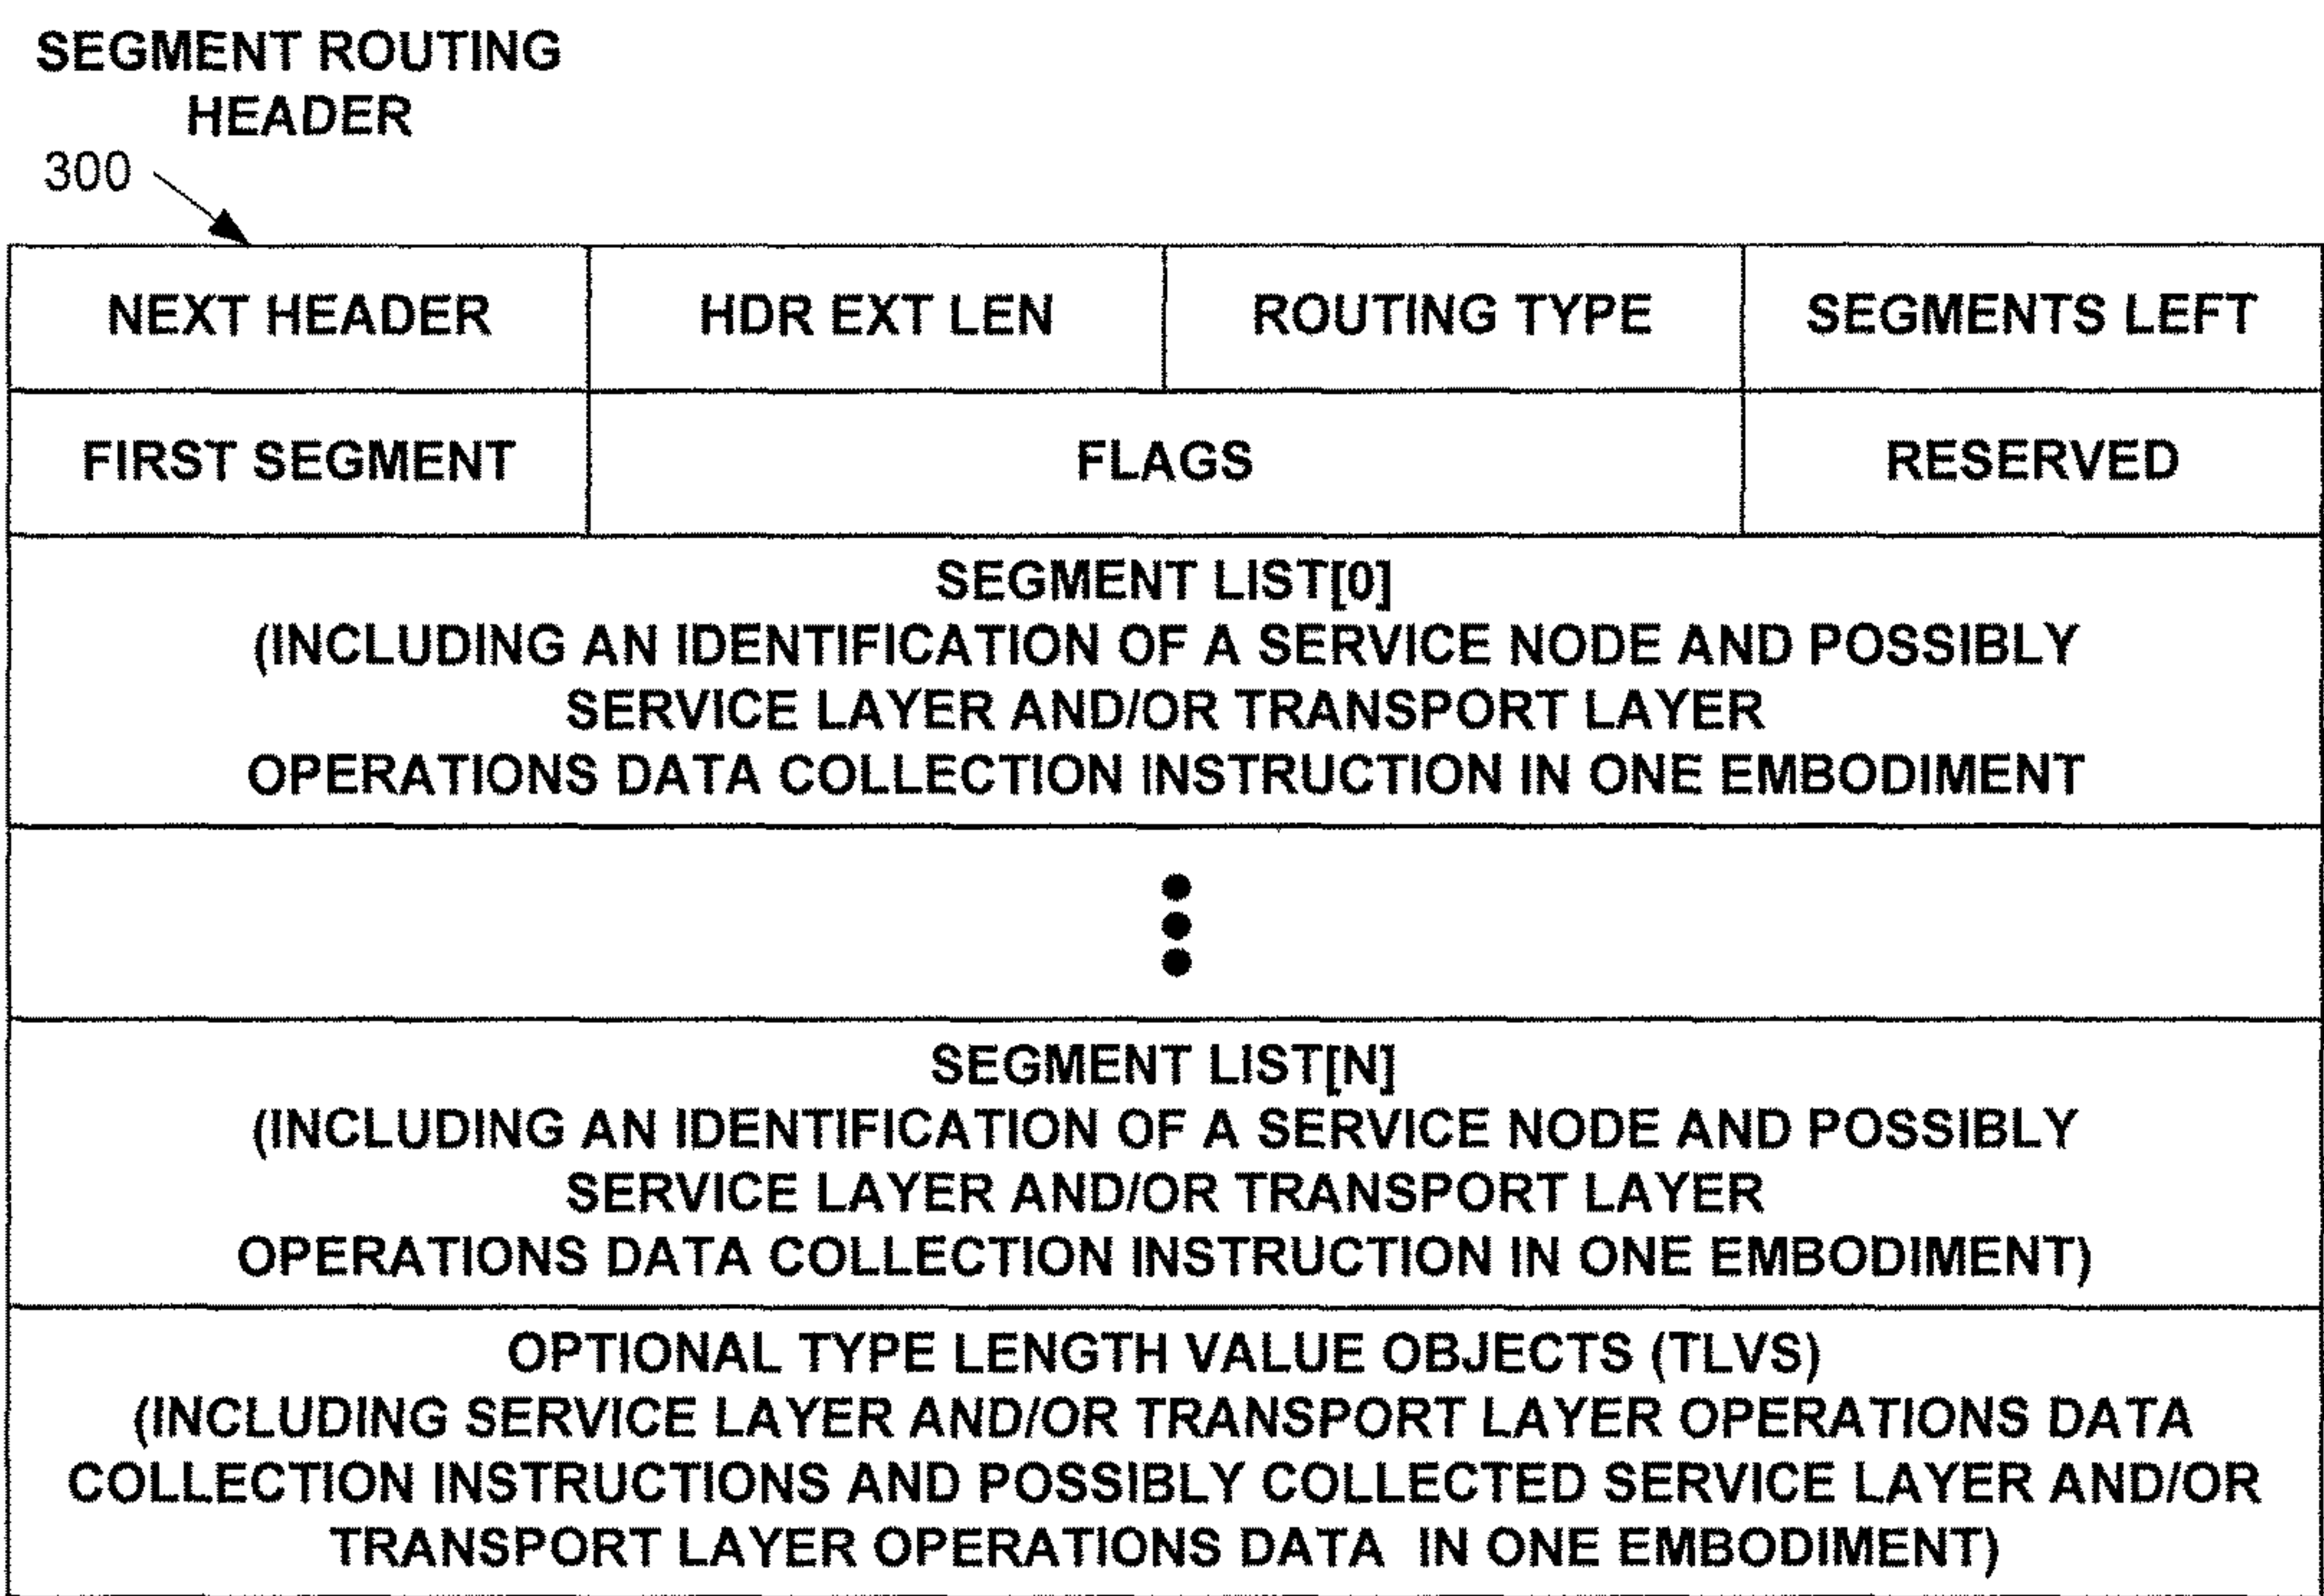 SEGMENT ROUTING
HEADER
300
NEXT HEADER
HDR EXT LEN
ROUTING TYPE
SEGMENTS LEFT
FIRST SEGMENT
FLAGS
RESERVED
SEGMENT LIST[0]
(INCLUDING AN IDENTIFICATION OF A SERVICE NODE AND POSSIBLY
SERVICE LAYER AND/OR TRANSPORT LAYER
OPERATIONS DATA COLLECTION INSTRUCTION IN ONE EMBODIMENT
SEGMENT LIST[N]
(INCLUDING AN IDENTIFICATION OF A SERVICE NODE AND POSSIBLY
SERVICE LAYER AND/OR TRANSPORT LAYER
OPERATIONS DATA COLLECTION INSTRUCTION IN ONE EMBODIMENT)
OPTIONAL TYPE LENGTH VALUE OBJECTS (TLVS)
(INCLUDING SERVICE LAYER AND/OR TRANSPORT LAYER OPERATIONS DATA
COLLECTION INSTRUCTIONS AND POSSIBLY COLLECTED SERVICE LAYER AND/OR
TRANSPORT LAYER OPERATIONS DATA IN ONE EMBODIMENT)